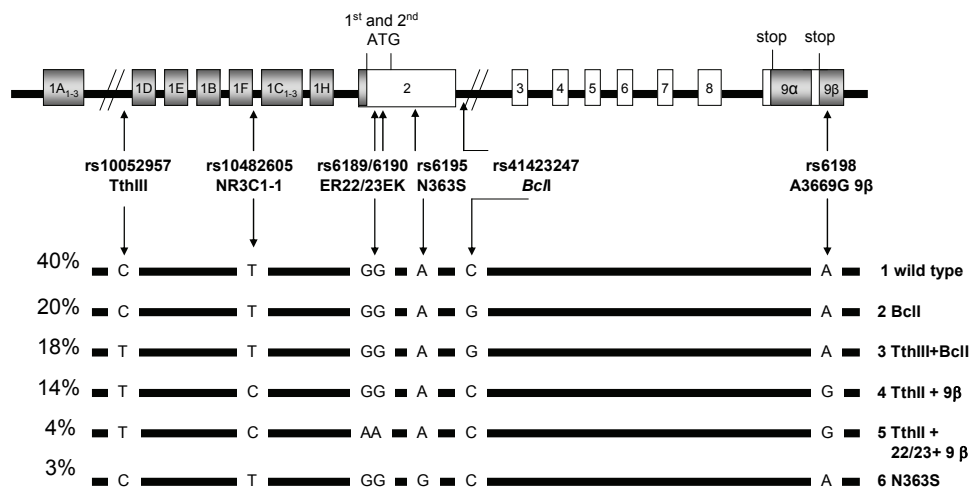 1st and 2nd
ATG
stop stop
1A1-3 1D 1E 1B 1F 1C1-3 1H 2 3 4 5 6 7 8 9α 9β
rs10052957 rs10482605 rs6189/6190 rs6195 rs41423247 rs6198
TthIII NR3C1-1 ER22/23EK N363S BclI A3669G 9β
40% C T GG A C A 1 wild type
20% C T GG A G A 2 BclI
18% T T GG A G A 3 TthIII+BclI
14% T C GG A C G 4 TthII + 9β
4% T C AA A C G 5 TthII +
22/23+ 9 β
3% C T GG G C A 6 N363S